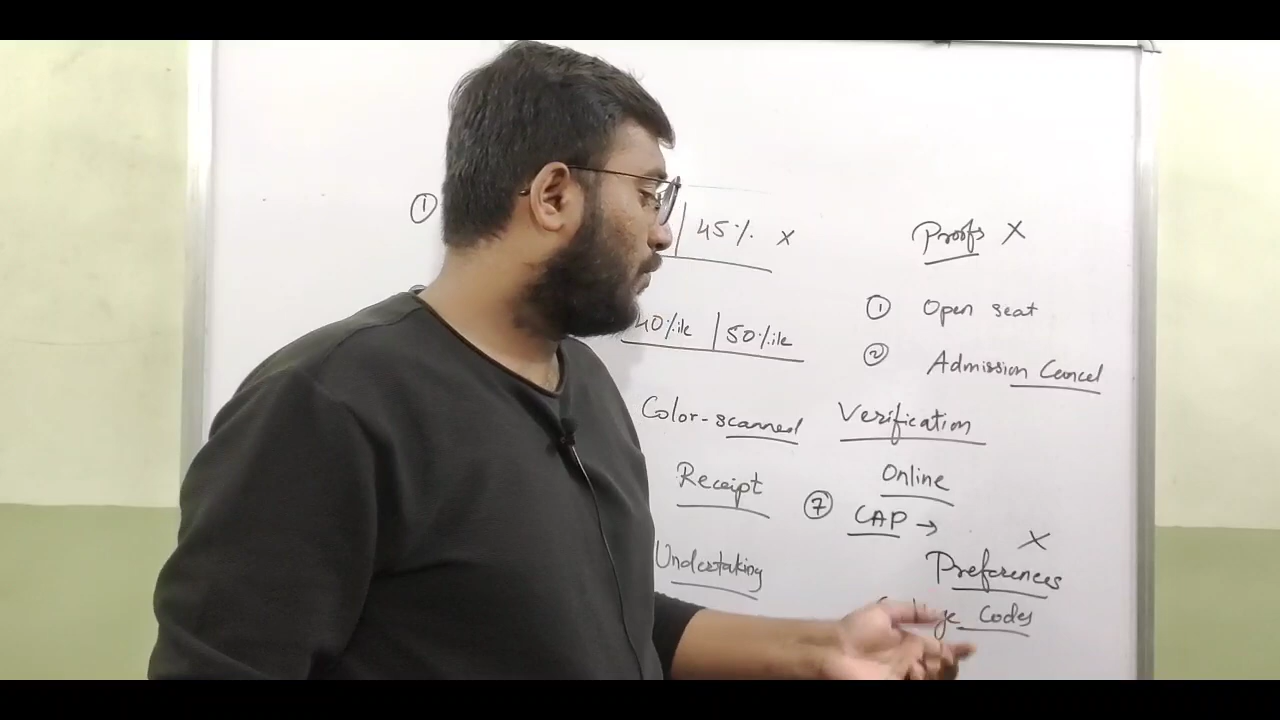 ① 45% X
40%ile | 50%ile
Color-scanned
Receipt
Undertaking
Proofs X
① Open seat
② Admission Cancel
Verification
Online
⑦ CAP →
X
Preferences
Codes